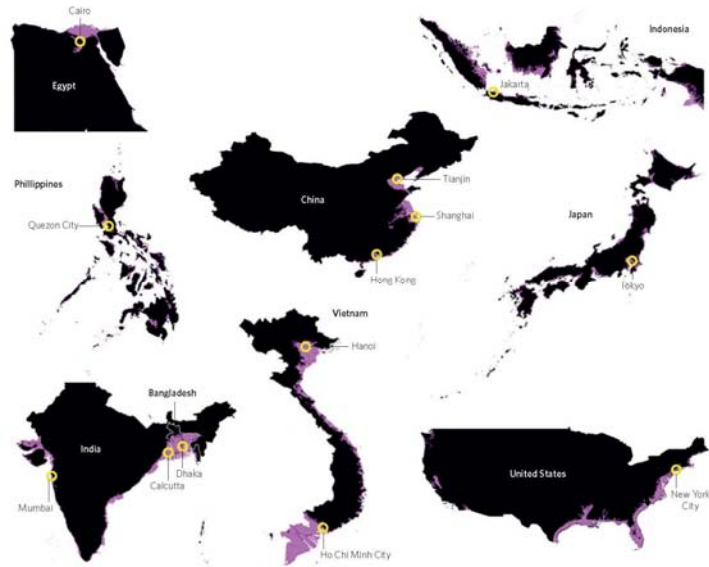 Cairo
Egypt
Indonesia
Jakarta
Phillippines
Quezon City
China
Tianjin
Shanghai
Hong Kong
Japan
Tokyo
Vietnam
Hanoi
Ho Chi Minh City
Bangladesh
India
Dhaka
Calcutta
Mumbai
United States
New York
City